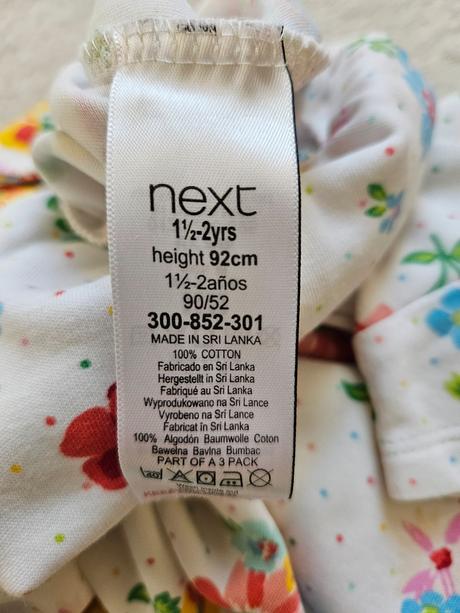 next
1½-2yrs
height 92cm
1½-2años
90/52
300-852-301
MADE IN SRI LANKA
100% COTTON
Fabricado en Sri Lanka
Hergestellt in Sri Lanka
Fabriqué au Sri Lanka
Wyprodukowano na Sri Lance
Vyrobeno na Sri Lance
Fabricat în Sri Lanka
100% Algodón Baumwolle Coton
Bawełna Bavlna Bumbac
PART OF A 3 PACK
40